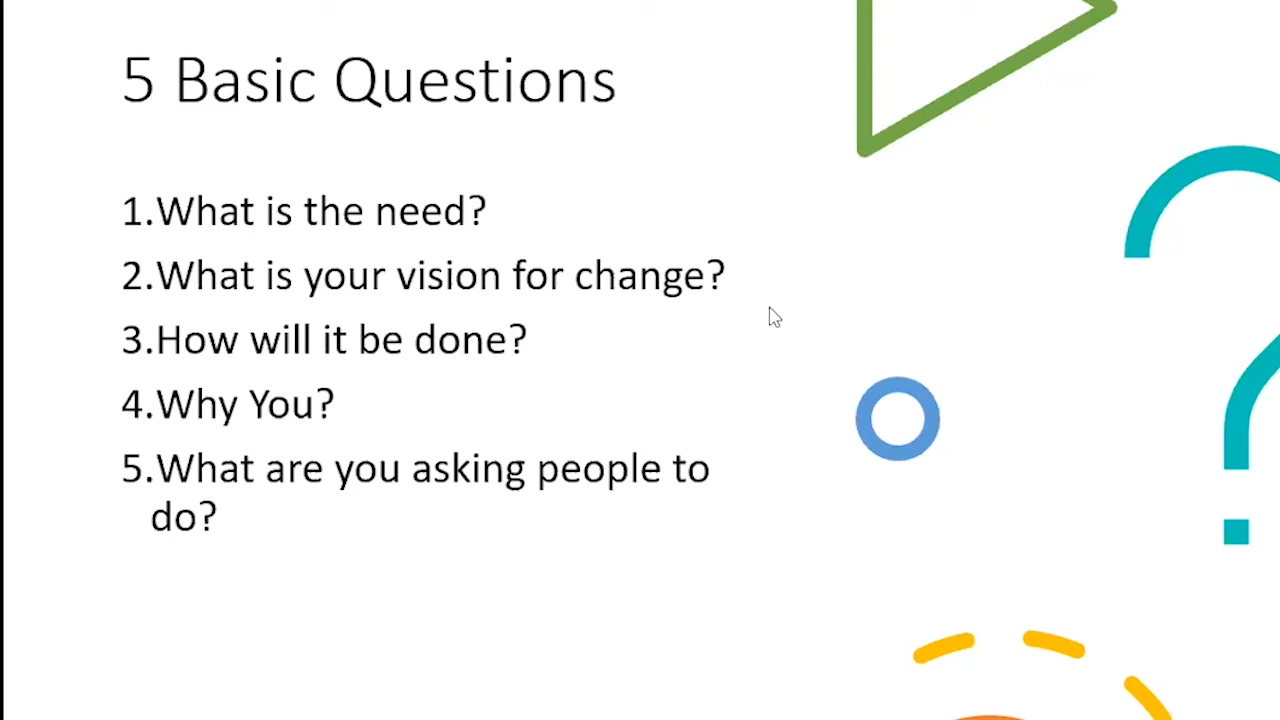 5 Basic Questions
1.What is the need?
2.What is your vision for change?
3.How will it be done?
4.Why You?
5.What are you asking people to
do?